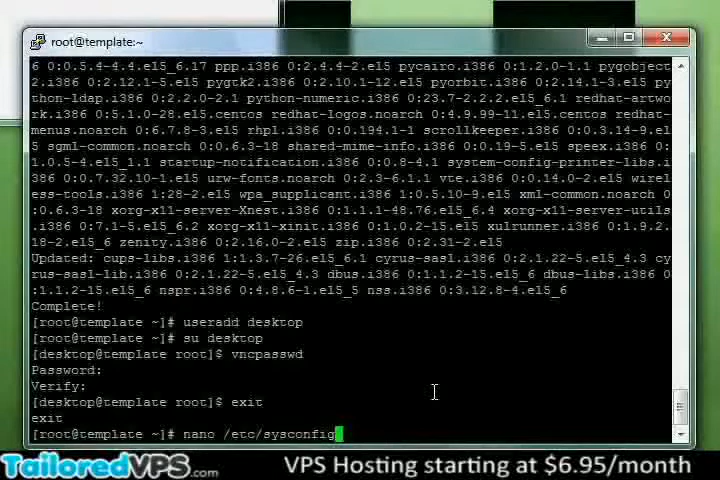 root@template:~
6 0:0.5.4-4.4.el5_6.17 ppp.i386 0:2.4.4-2.el5 pycairo.i386 0:1.2.0-1.1 pygobject
2.i386 0:2.12.1-5.el5 pygtk2.i386 0:2.10.1-12.el5 pyorbit.i386 0:2.14.1-3.el5 py
thon-ldap.i386 0:2.2.0-2.1 python-numeric.i386 0:23.7-2.2.2.el5_6.1 redhat-artwo
rk.i386 0:5.1.0-28.el5.centos redhat-logos.noarch 0:4.9.99-11.el5.centos redhat-
menus.noarch 0:6.7.8-3.el5 rhpl.i386 0:0.194.1-1 scrollkeeper.i386 0:0.3.14-9.el
5 sgml-common.noarch 0:0.6.3-18 shared-mime-info.i386 0:0.19-5.el5 speex.i386 0:
1.0.5-4.el5_1.1 startup-notification.i386 0:0.8-4.1 system-config-printer-libs.i
386 0:0.7.32.10-1.el5 urw-fonts.noarch 0:2.3-6.1.1 vte.i386 0:0.14.0-2.el5 wirel
ess-tools.i386 1:28-2.el5 wpa_supplicant.i386 1:0.5.10-9.el5 xml-common.noarch 0
:0.6.3-18 xorg-x11-server-Xnest.i386 0:1.1.1-48.76.el5_6.4 xorg-x11-server-utils
.i386 0:7.1-5.el5_6.2 xorg-x11-xinit.i386 0:1.0.2-15.el5 xulrunner.i386 0:1.9.2.
18-2.el5_6 zenity.i386 0:2.16.0-2.el5 zip.i386 0:2.31-2.el5
Updated: cups-libs.i386 1:1.3.7-26.el5_6.1 cyrus-sasl.i386 0:2.1.22-5.el5_4.3 cy
rus-sasl-lib.i386 0:2.1.22-5.el5_4.3 dbus.i386 0:1.1.2-15.el5_6 dbus-libs.i386 0
:1.1.2-15.el5_6 nspr.i386 0:4.8.6-1.el5_5 nss.i386 0:3.12.8-4.el5_6
Complete!
[root@template ~]# useradd desktop
[root@template ~]# su desktop
[desktop@template root]$ vncpasswd
Password:
Verify:
[desktop@template root]$ exit
exit
[root@template ~]# nano /etc/sysconfig
TailoredVPS.com VPS Hosting starting at $6.95/month